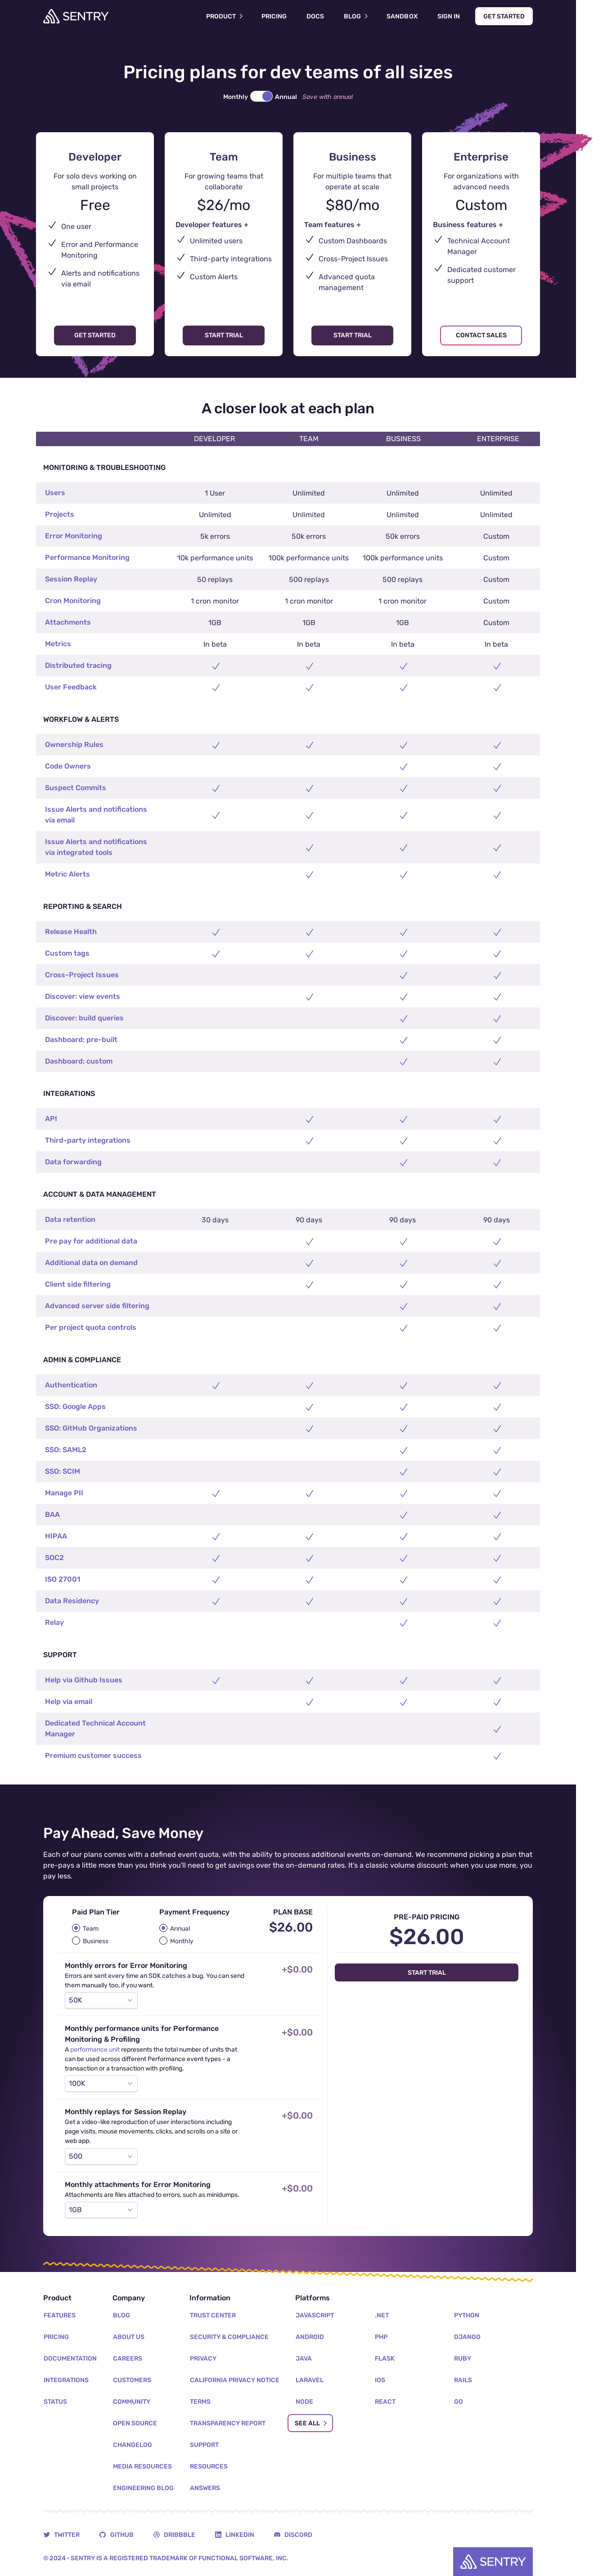 SENTRY
PRODUCT
PRICING
DOCS
BLOG
SANDBOX
SIGN IN
GET STARTED
Pricing plans for dev teams of all sizes
Monthly
Annual
Save with annual
Developer
For solo devs working on
small projects
Free
One user
Error and Performance
Monitoring
Alerts and notifications
via email
GET STARTED
Team
For growing teams that
collaborate
$26/mo
Developer features +
Unlimited users
Third-party integrations
Custom Alerts
START TRIAL
Business
For multiple teams that
operate at scale
$80/mo
Team features +
Custom Dashboards
Cross-Project Issues
Advanced quota
management
START TRIAL
Enterprise
For organizations with
advanced needs
Custom
Business features +
Technical Account
Manager
Dedicated customer
support
CONTACT SALES
A closer look at each plan
DEVELOPER TEAM BUSINESS ENTERPRISE
MONITORING & TROUBLESHOOTING
Users 1 User Unlimited Unlimited Unlimited
Projects Unlimited Unlimited Unlimited Unlimited
Error Monitoring 5k errors 50k errors 50k errors Custom
Performance Monitoring 10k performance units 100k performance units 100k performance units Custom
Session Replay 50 replays 500 replays 500 replays Custom
Cron Monitoring 1 cron monitor 1 cron monitor 1 cron monitor Custom
Attachments 1GB 1GB 1GB Custom
Metrics In beta In beta In beta In beta
Distributed tracing
User Feedback
WORKFLOW & ALERTS
Ownership Rules
Code Owners
Suspect Commits
Issue Alerts and notifications
via email
Issue Alerts and notifications
via integrated tools
Metric Alerts
REPORTING & SEARCH
Release Health
Custom tags
Cross-Project Issues
Discover: view events
Discover: build queries
Dashboard: pre-built
Dashboard: custom
INTEGRATIONS
API
Third-party integrations
Data forwarding
ACCOUNT & DATA MANAGEMENT
Data retention 30 days 90 days 90 days 90 days
Pre pay for additional data
Additional data on demand
Client side filtering
Advanced server side filtering
Per project quota controls
ADMIN & COMPLIANCE
Authentication
SSO: Google Apps
SSO: GitHub Organizations
SSO: SAML2
SSO: SCIM
Manage PII
BAA
HIPAA
SOC2
ISO 27001
Data Residency
Relay
SUPPORT
Help via Github Issues
Help via email
Dedicated Technical Account
Manager
Premium customer success
Pay Ahead, Save Money
Each of our plans comes with a defined event quota, with the ability to process additional events on-demand. We recommend picking a plan that
pre-pays a little more than you think you'll need to get savings over the on-demand rates. It's a classic volume discount: when you use more, you
pay less.
Paid Plan Tier
Team
Business
Payment Frequency
Annual
Monthly
PLAN BASE
$26.00
Monthly errors for Error Monitoring
Errors are sent every time an SDK catches a bug. You can send
them manually too, if you want.
50K
+$0.00
Monthly performance units for Performance
Monitoring & Profiling
A performance unit represents the total number of units that
can be used across different Performance event types - a
transaction or a transaction with profiling.
100K
+$0.00
Monthly replays for Session Replay
Get a video-like reproduction of user interactions including
page visits, mouse movements, clicks, and scrolls on a site or
web app.
500
+$0.00
Monthly attachments for Error Monitoring
Attachments are files attached to errors, such as minidumps.
1GB
+$0.00
PRE-PAID PRICING
$26.00
START TRIAL
Product
FEATURES
PRICING
DOCUMENTATION
INTEGRATIONS
STATUS
Company
BLOG
ABOUT US
CAREERS
CUSTOMERS
COMMUNITY
OPEN SOURCE
CHANGELOG
MEDIA RESOURCES
ENGINEERING BLOG
Information
TRUST CENTER
SECURITY & COMPLIANCE
PRIVACY
CALIFORNIA PRIVACY NOTICE
TERMS
TRANSPARENCY REPORT
SUPPORT
RESOURCES
ANSWERS
Platforms
JAVASCRIPT
ANDROID
JAVA
LARAVEL
NODE
SEE ALL
.NET
PHP
FLASK
IOS
REACT
PYTHON
DJANGO
RUBY
RAILS
GO
TWITTER
GITHUB
DRIBBBLE
LINKEDIN
DISCORD
© 2024 • SENTRY IS A REGISTERED TRADEMARK OF FUNCTIONAL SOFTWARE, INC.
SENTRY